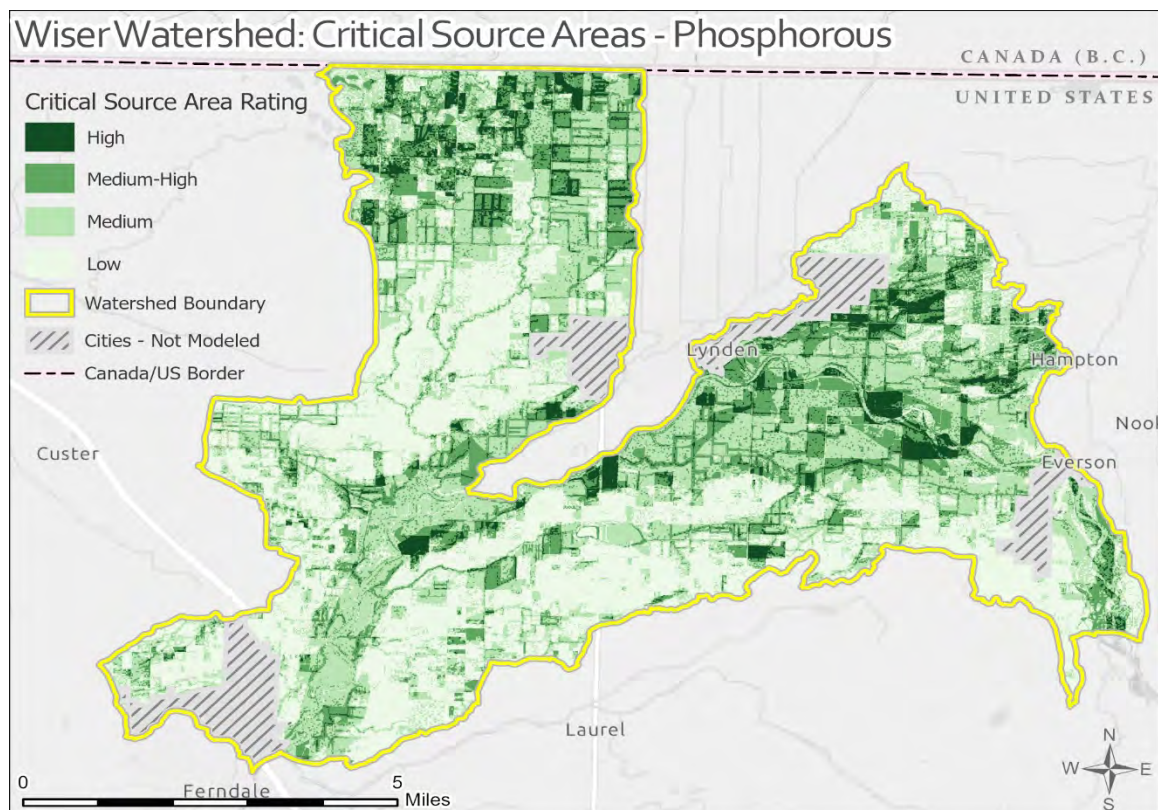 Wiser Watershed: Critical Source Areas - Phosphorous
CANADA (B.C.)
UNITED STATES
Critical Source Area Rating
High
Medium-High
Medium
Low
Watershed Boundary
Cities - Not Modeled
Canada/US Border
Lynden
Hampton
Nook
Custer
Everson
Laurel
Ferndale
0 5
Miles
N
W E
S